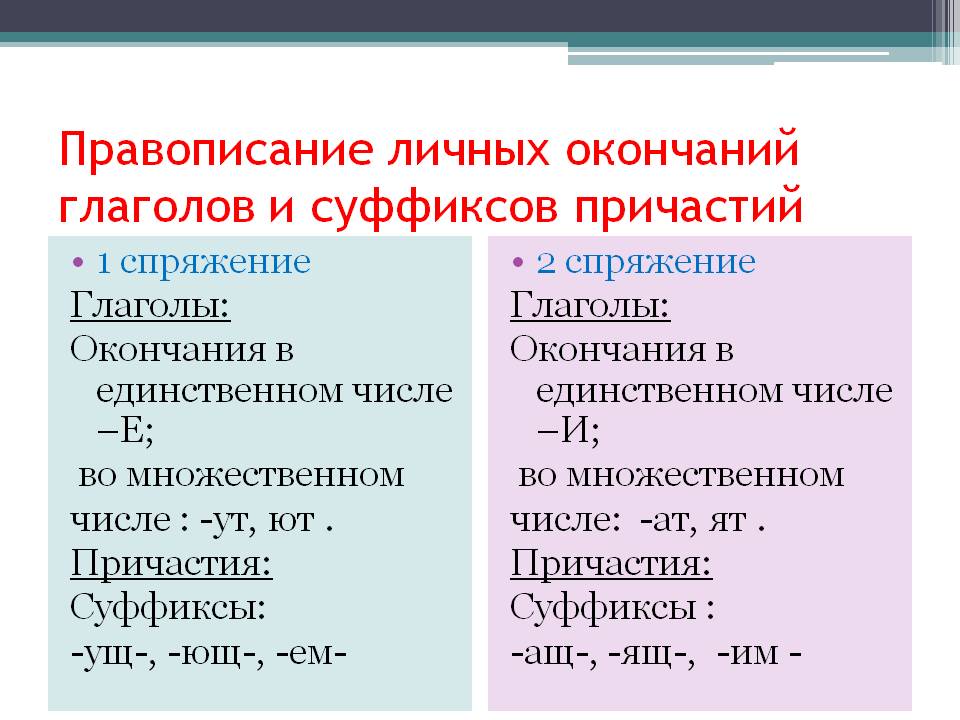 Правописание личных окончаний
глаголов и суффиксов причастий
• 1 спряжение
Глаголы:
Окончания в
единственном числе
–Е;
во множественном
числе : -ут, ют .
Причастия:
Суффиксы:
-ущ-, -ющ-, -ем-
• 2 спряжение
Глаголы:
Окончания в
единственном числе
–И;
во множественном
числе: -ат, ят .
Причастия:
Суффиксы :
-ащ-, -ящ-, -им -